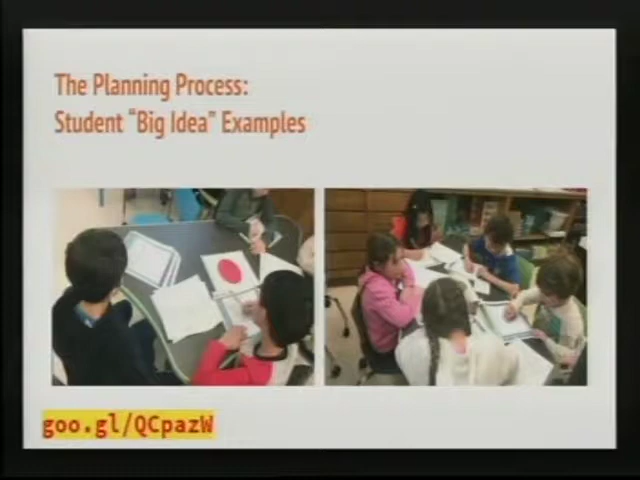 The Planning Process:
Student “Big Idea” Examples
goo.gl/QCpazW